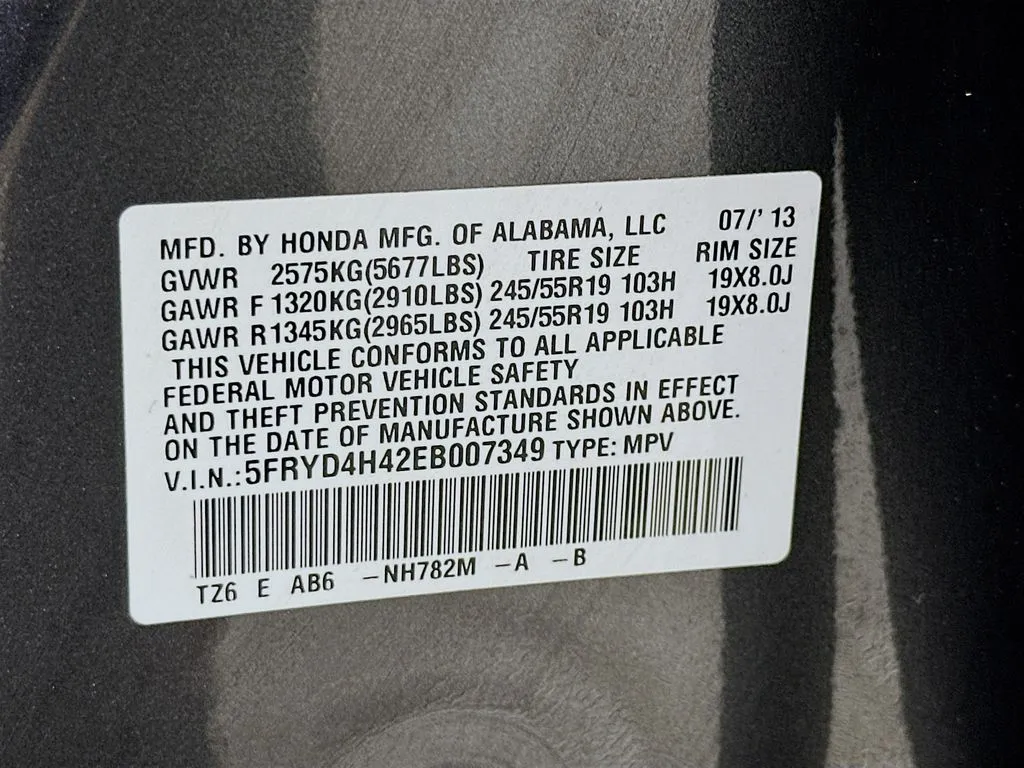 MFD. BY HONDA MFG. OF ALABAMA, LLC 07/' 13
GVWR 2575KG(5677LBS) TIRE SIZE RIM SIZE
GAWR F 1320KG(2910LBS) 245/55R19 103H 19X8.0J
GAWR R1345KG(2965LBS) 245/55R19 103H 19X8.0J
THIS VEHICLE CONFORMS TO ALL APPLICABLE
FEDERAL MOTOR VEHICLE SAFETY
AND THEFT PREVENTION STANDARDS IN EFFECT
ON THE DATE OF MANUFACTURE SHOWN ABOVE.
V.I.N.: 5FRYD4H42EB007349 TYPE: MPV
TZ6 E AB6 -NH782M -A -B